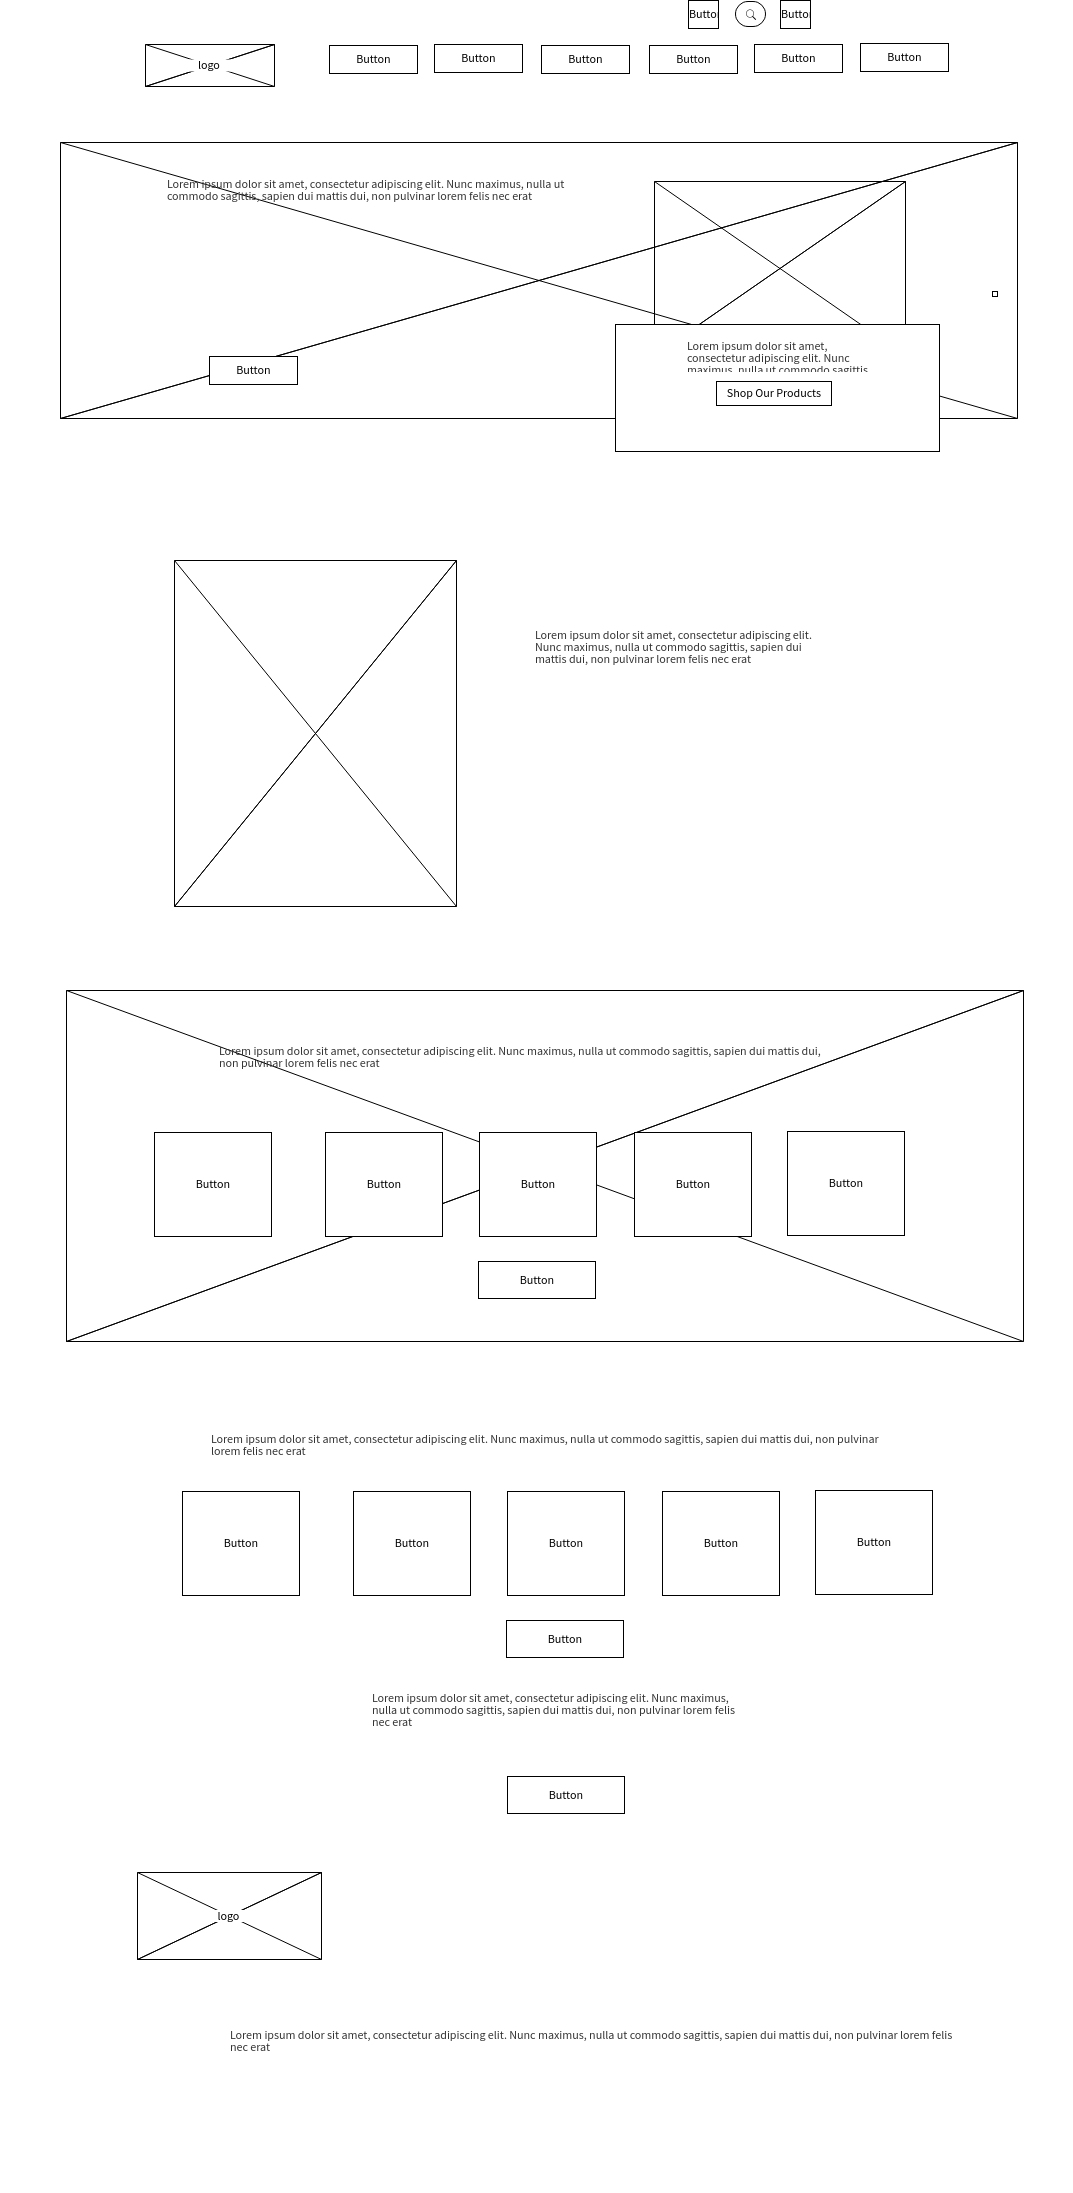 Butto
Butto
logo
Button
Button
Button
Button
Button
Button
Lorem ipsum dolor sit amet, consectetur adipiscing elit. Nunc maximus, nulla ut
commodo sagittis, sapien dui mattis dui, non pulvinar lorem felis nec erat
Button
Lorem ipsum dolor sit amet,
consectetur adipiscing elit. Nunc
maximus, nulla ut commodo sagittis
Shop Our Products
Lorem ipsum dolor sit amet, consectetur adipiscing elit.
Nunc maximus, nulla ut commodo sagittis, sapien dui
mattis dui, non pulvinar lorem felis nec erat
Lorem ipsum dolor sit amet, consectetur adipiscing elit. Nunc maximus, nulla ut commodo sagittis, sapien dui mattis dui,
non pulvinar lorem felis nec erat
Button
Button
Button
Button
Button
Button
Lorem ipsum dolor sit amet, consectetur adipiscing elit. Nunc maximus, nulla ut commodo sagittis, sapien dui mattis dui, non pulvinar
lorem felis nec erat
Button
Button
Button
Button
Button
Button
Lorem ipsum dolor sit amet, consectetur adipiscing elit. Nunc maximus,
nulla ut commodo sagittis, sapien dui mattis dui, non pulvinar lorem felis
nec erat
Button
logo
Lorem ipsum dolor sit amet, consectetur adipiscing elit. Nunc maximus, nulla ut commodo sagittis, sapien dui mattis dui, non pulvinar lorem felis
nec erat